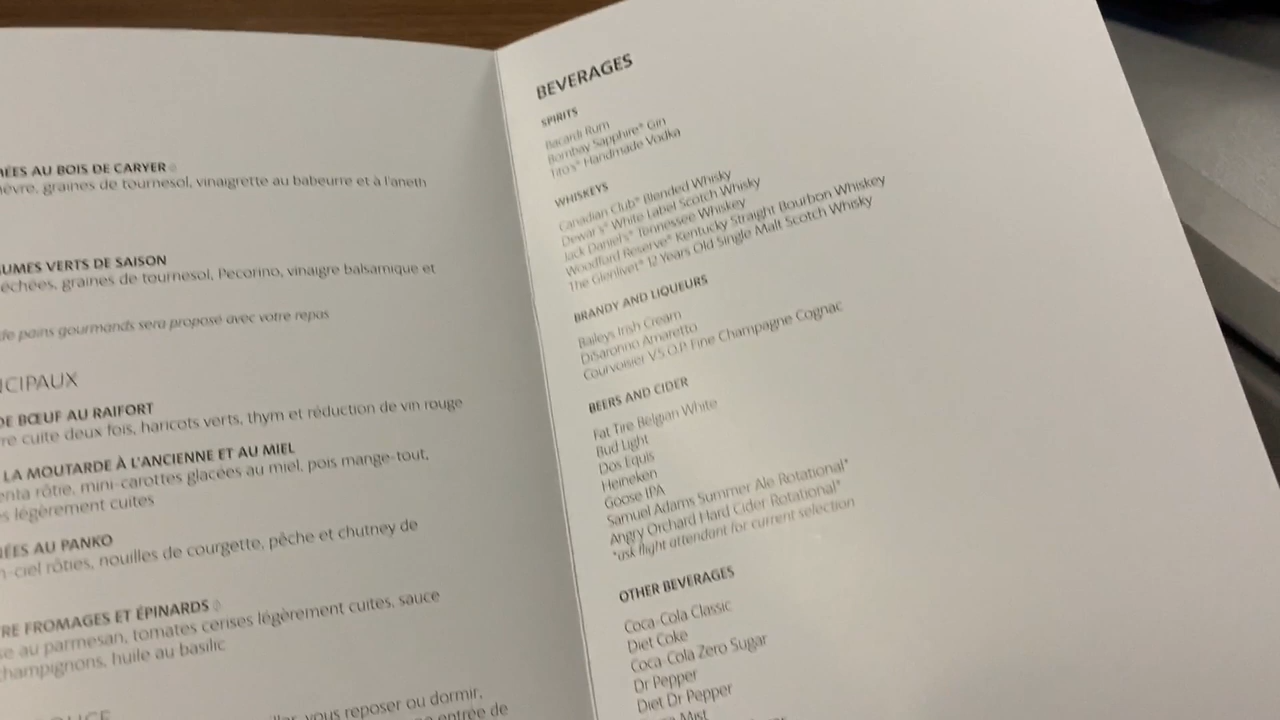 ÉES AU BOIS DE CARYER
èvre, graines de tournesol, vinaigrette au babeurre et à l'aneth
UMES VERTS DE SAISON
échées, graines de tournesol, Pecorino, vinaigre balsamique et
de pains gourmands sera proposé avec votre repas
CIPAUX
DE BŒUF AU RAIFORT
re cuite deux fois, haricots verts, thym et réduction de vin rouge
LA MOUTARDE À L'ANCIENNE ET AU MIEL
enta rôtie, mini-carottes glacées au miel, pois mange-tout,
s légèrement cuites
ÉES AU PANKO
n-ciel rôties, nouilles de courgette, pêche et chutney de
RE FROMAGES ET ÉPINARDS
se au parmesan, tomates cerises légèrement cuites, sauce
champignons, huile au basilic
vous reposer ou dormir,
entrée de
BEVERAGES
SPIRITS
Bacardi Rum
Bombay Sapphire® Gin
Tito's® Handmade Vodka
WHISKEYS
Canadian Club® Blended Whisky
Dewar's® White Label Scotch Whisky
Jack Daniel's® Tennessee Whiskey
Woodford Reserve® Kentucky Straight Bourbon Whiskey
The Glenlivet® 12 Years Old Single Malt Scotch Whisky
BRANDY AND LIQUEURS
Baileys Irish Cream
DiSaronno Amaretto
Courvoisier V.S.O.P. Fine Champagne Cognac
BEERS AND CIDER
Fat Tire Belgian White
Bud Light
Dos Equis
Heineken
Goose IPA
Samuel Adams Summer Ale Rotational*
Angry Orchard Hard Cider Rotational*
*ask flight attendant for current selection
OTHER BEVERAGES
Coca-Cola Classic
Diet Coke
Coca-Cola Zero Sugar
Dr Pepper
Diet Dr Pepper
Mist